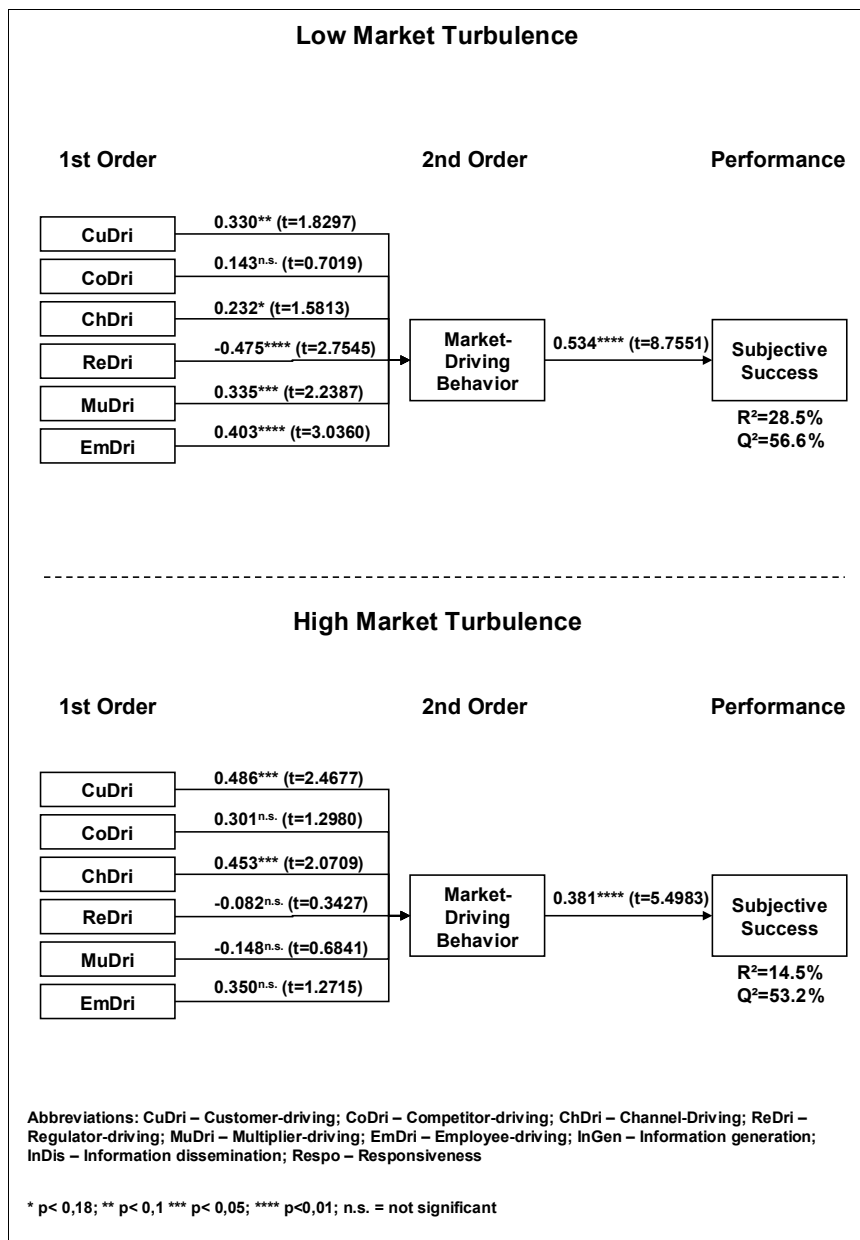 Low Market Turbulence
1st Order 2nd Order Performance
CuDri 0.330** (t=1.8297)
CoDri 0.143n.s. (t=0.7019)
ChDri 0.232* (t=1.5813)
ReDri -0.475**** (t=2.7545)
MuDri 0.335*** (t=2.2387)
EmDri 0.403**** (t=3.0360)
Market-
Driving
Behavior
0.534**** (t=8.7551)
Subjective
Success
R²=28.5%
Q²=56.6%
High Market Turbulence
1st Order 2nd Order Performance
CuDri 0.486*** (t=2.4677)
CoDri 0.301n.s. (t=1.2980)
ChDri 0.453*** (t=2.0709)
ReDri -0.082n.s. (t=0.3427)
MuDri -0.148n.s. (t=0.6841)
EmDri 0.350n.s. (t=1.2715)
Market-
Driving
Behavior
0.381**** (t=5.4983)
Subjective
Success
R²=14.5%
Q²=53.2%
Abbreviations: CuDri – Customer-driving; CoDri – Competitor-driving; ChDri – Channel-Driving; ReDri –
Regulator-driving; MuDri – Multiplier-driving; EmDri – Employee-driving; InGen – Information generation;
InDis – Information dissemination; Respo – Responsiveness
* p< 0,18; ** p< 0,1 *** p< 0,05; **** p<0,01; n.s. = not significant